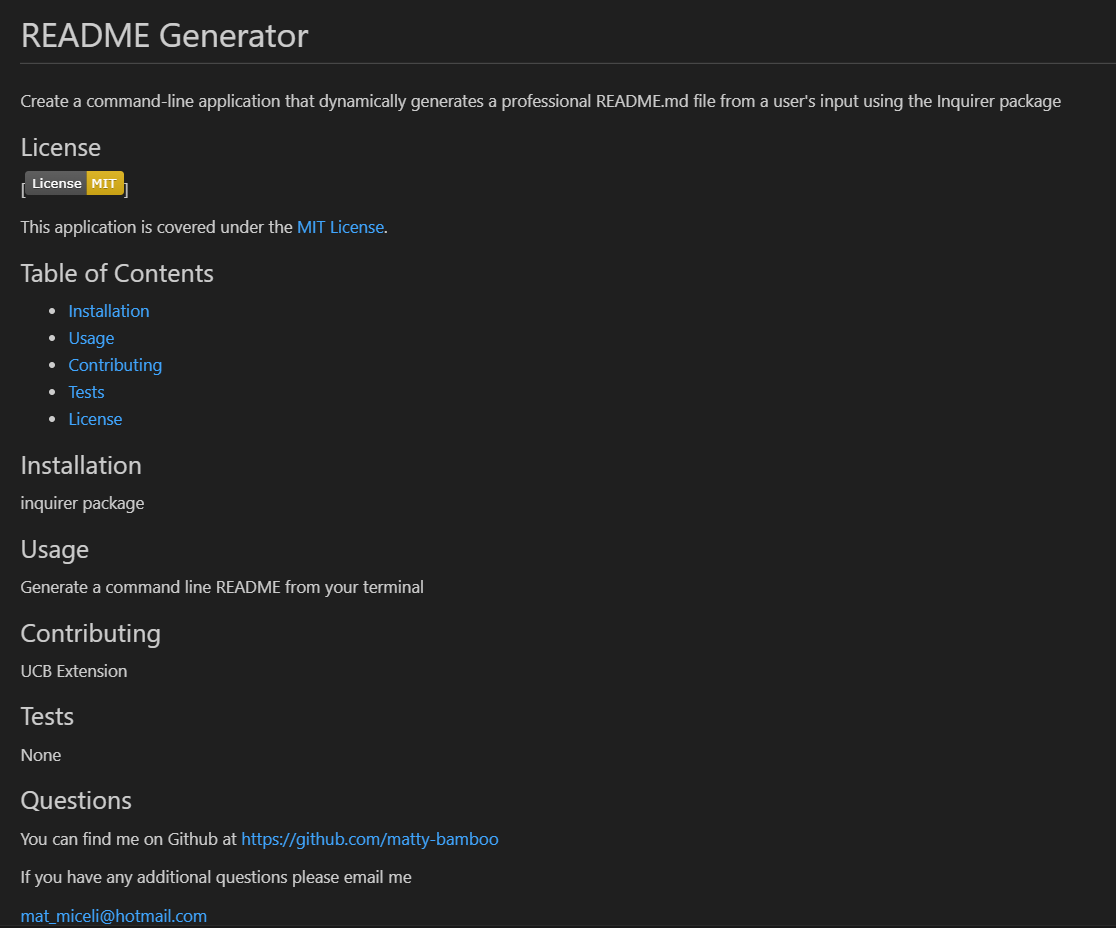 README Generator
Create a command-line application that dynamically generates a professional README.md file from a user's input using the Inquirer package
License
[License MIT]
This application is covered under the MIT License.
Table of Contents
• Installation
• Usage
• Contributing
• Tests
• License
Installation
inquirer package
Usage
Generate a command line README from your terminal
Contributing
UCB Extension
Tests
None
Questions
You can find me on Github at https://github.com/matty-bamboo
If you have any additional questions please email me
mat_miceli@hotmail.com